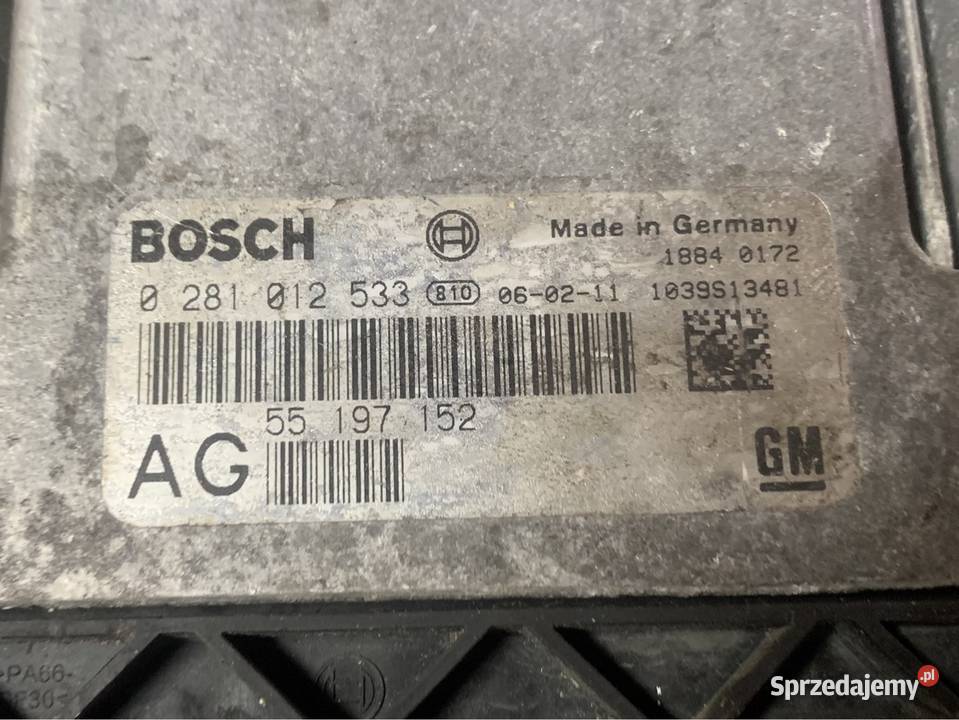 BOSCH
Made in Germany
1884 0172
0 281 012 533 810 06-02-11 1039S13481
55 197 152
AG
GM
>PA66-
Sprzedajemy.pl